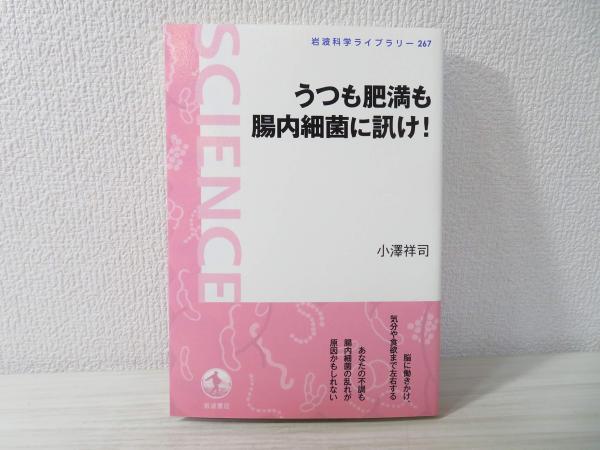 岩波科学ライブラリー 267
SCIENCE
うつも肥満も
腸内細菌に訊け!
小澤祥司
脳に働きかけ、
気分や食欲まで左右する
あなたの不調も
腸内細菌の乱れが
原因かもしれない
岩波書店